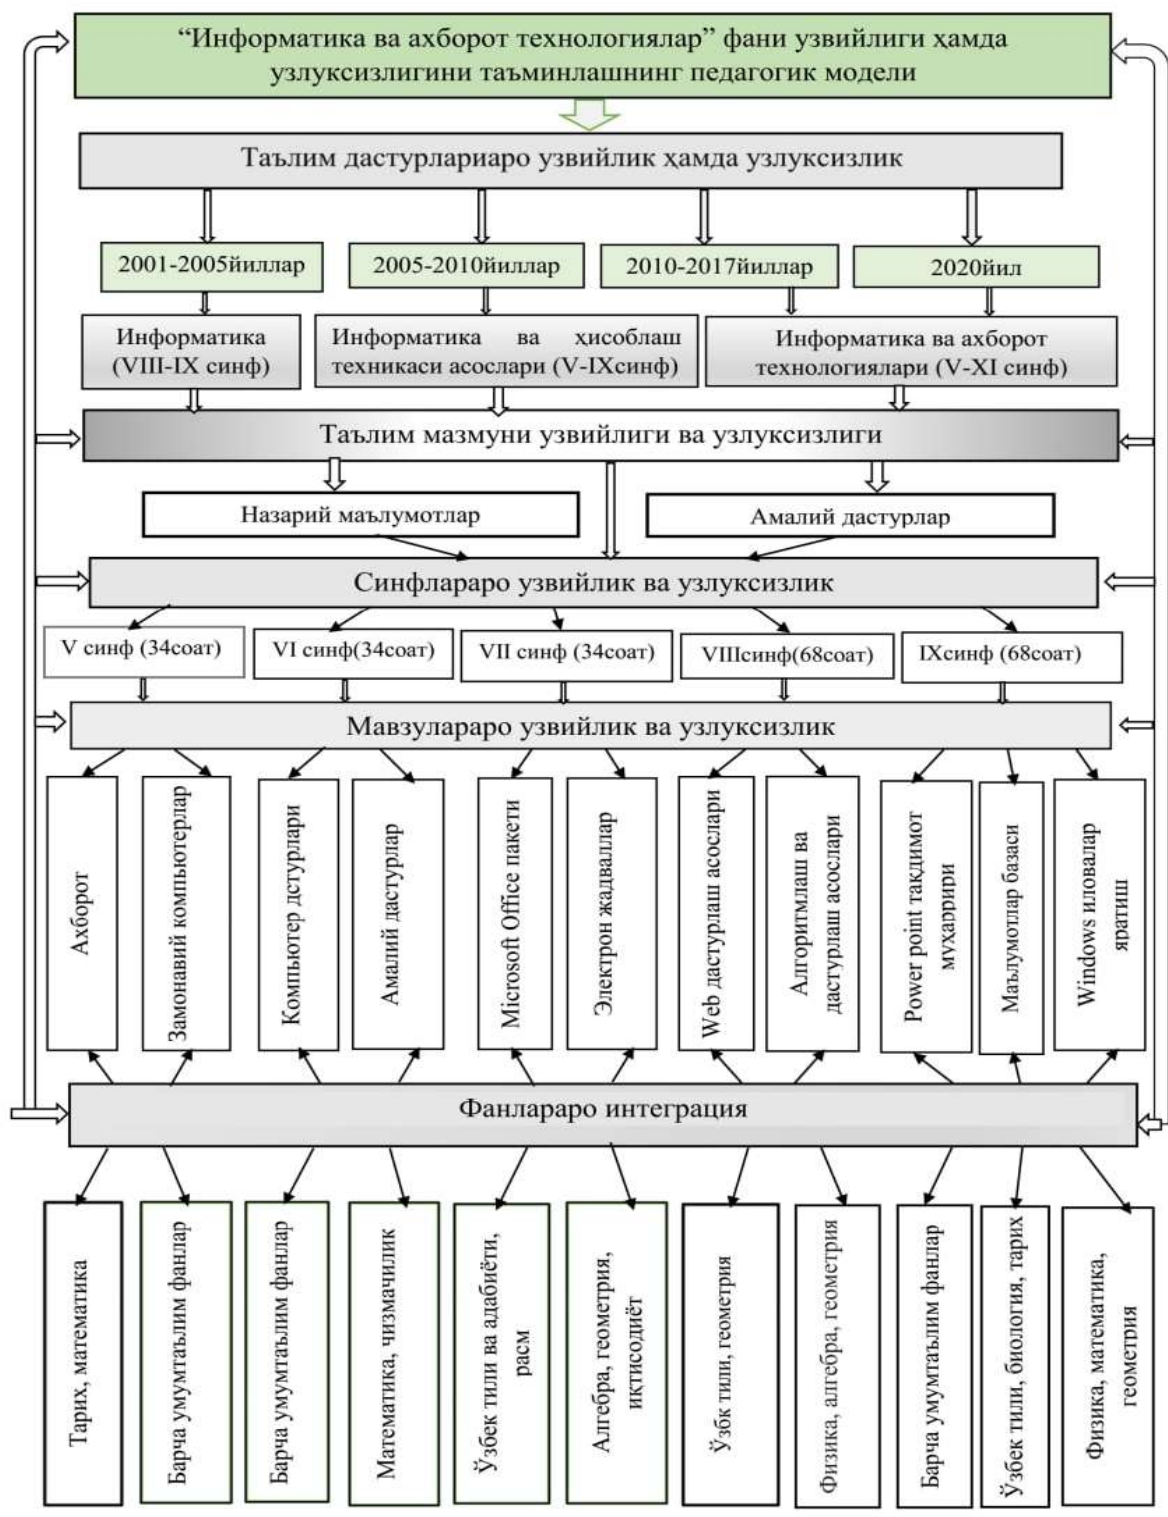 “Информатика ва ахборот технологиялар” фани узвийлиги ҳамда
узлуксизлигини таъминлашнинг педагогик модели
Таълим дастурлариаро узвийлик ҳамда узлуксизлик
2001-2005йиллар
2005-2010йиллар
2010-2017йиллар
2020йил
Информатика
(VIII-IX синф)
Информатика ва ҳисоблаш
техникаси асослари (V-IXсинф)
Информатика ва ахборот
технологиялари (V-XI синф)
Таълим мазмуни узвийлиги ва узлуксизлиги
Назарий маълумотлар
Амалий дастурлар
Синфлараро узвийлик ва узлуксизлик
V синф (34соат)
VI синф(34соат)
VII синф (34соат)
VIIIсинф(68соат)
IXсинф (68соат)
Мавзулараро узвийлик ва узлуксизлик
Ахборот
Замонавий компьютерлар
Компьютер дстурлари
Амалий дастурлар
Microsoft Office пакети
Электрон жадваллар
Web дастурлаш асослари
Алгоритмлаш ва
дастурлаш асослари
Power point тақдимот
муҳаррири
Маълумотлар базаси
Windows иловалар
яратиш
Фанлараро интеграция
Тарих, математика
Барча умумтаълим фанлар
Барча умумтаълим фанлар
Математика, чизмачилик
Ўзбек тили ва адабиёти,
расм
Алгебра, геометрия,
иқтисодиёт
Ўзбк тили, геометрия
Физика, алгебра, геометрия
Барча умумтаълим фанлар
Ўзбек тили, биология, тарих
Физика, математика,
геометрия